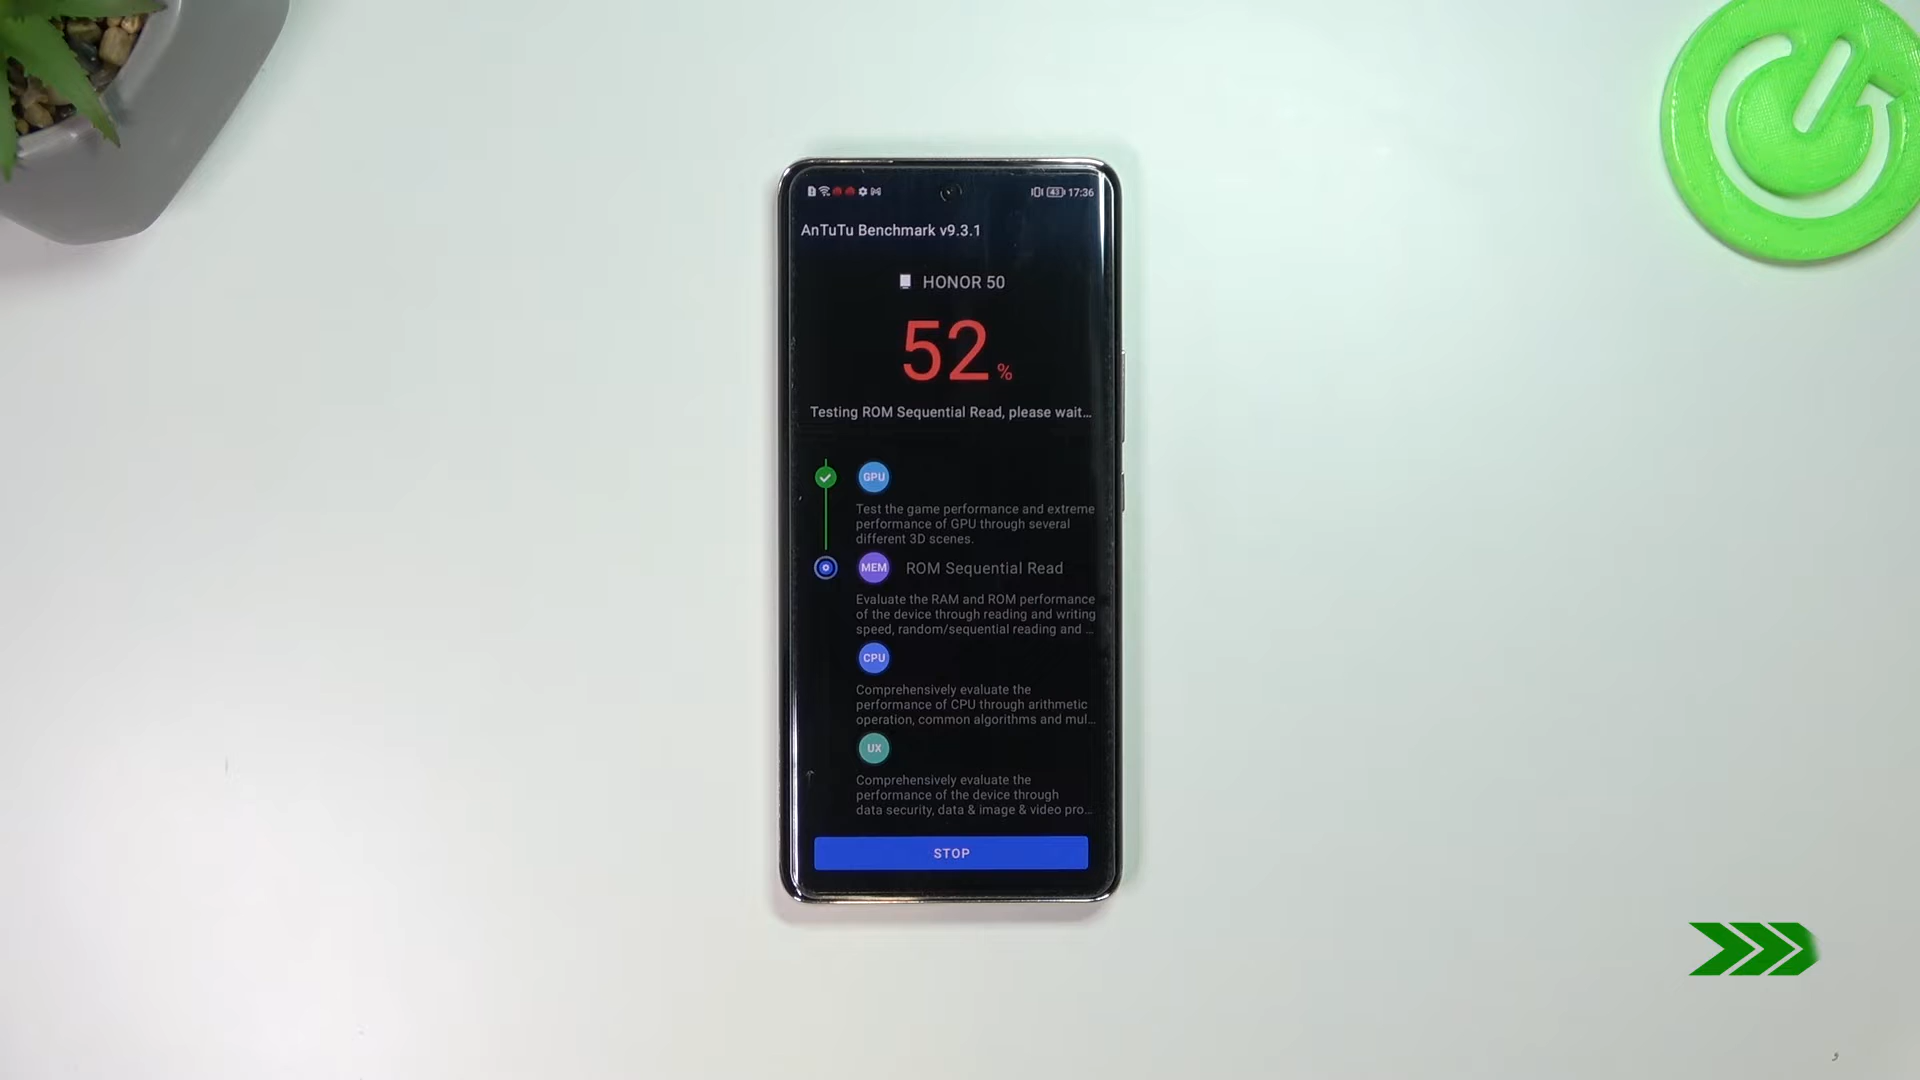 43 17:36
AnTuTu Benchmark v9.3.1
HONOR 50
52%
Testing ROM Sequential Read, please wait...
GPU
Test the game performance and extreme
performance of GPU through several
different 3D scenes.
MEM ROM Sequential Read
Evaluate the RAM and ROM performance
of the device through reading and writing
speed, random/sequential reading and ...
CPU
Comprehensively evaluate the
performance of CPU through arithmetic
operation, common algorithms and mul...
UX
Comprehensively evaluate the
performance of the device through
data security, data & image & video pro...
STOP